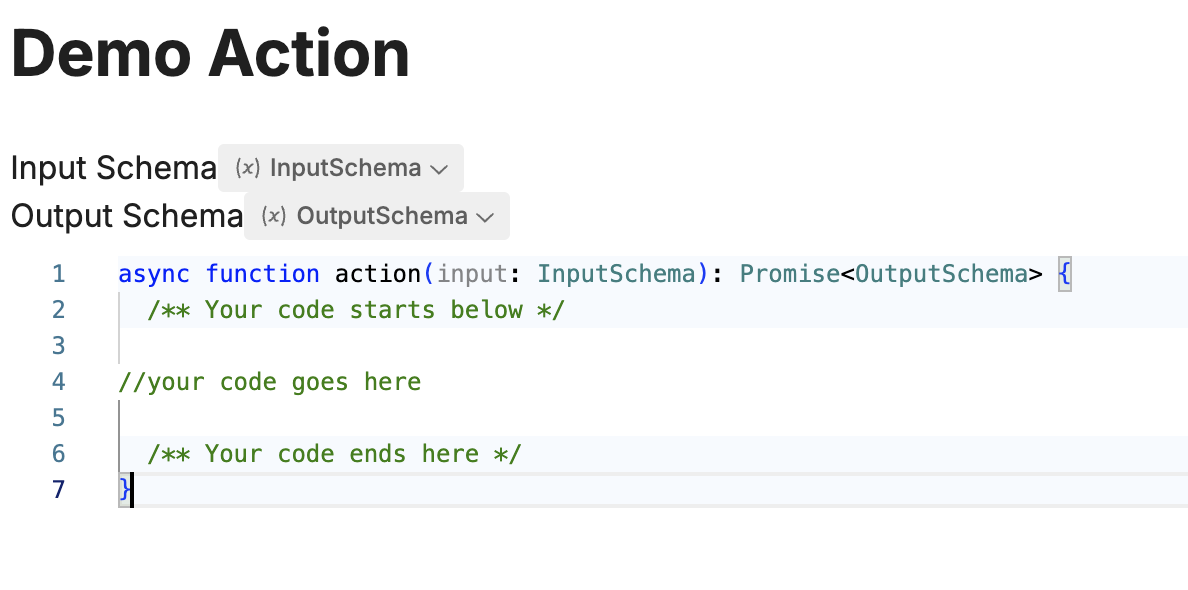 Demo Action
Input Schema (x) InputSchema
Output Schema (x) OutputSchema
1 async function action(input: InputSchema): Promise<OutputSchema> {
2 /** Your code starts below */
3
4 //your code goes here
5
6 /** Your code ends here */
7 }